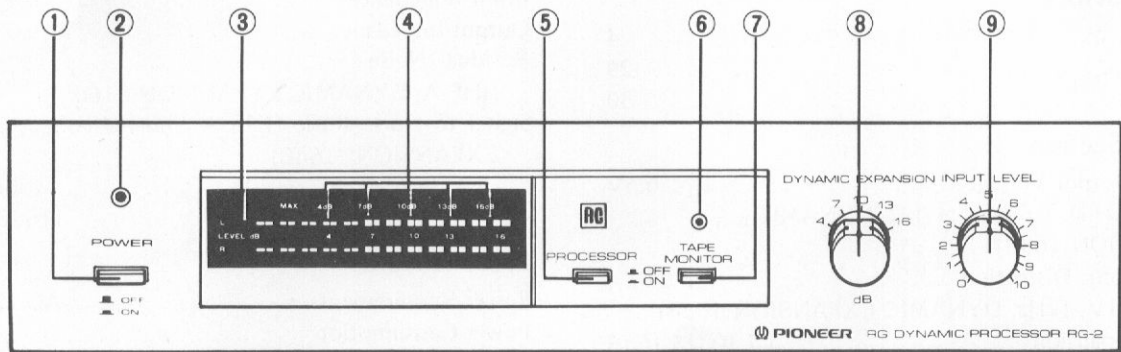 ① ② ③ ④ ⑤ ⑥ ⑦ ⑧ ⑨
POWER
OFF
ON
MAX 4dB 7dB 10dB 13dB 16dB
L
LEVEL dB 4 7 10 13 16
R
PROCESSOR
OFF
ON
TAPE
MONITOR
DYNAMIC EXPANSION INPUT LEVEL
4 7 10 13 16
dB
0 1 2 3 4 5 6 7 8 9 10
PIONEER RG DYNAMIC PROCESSOR RG-2